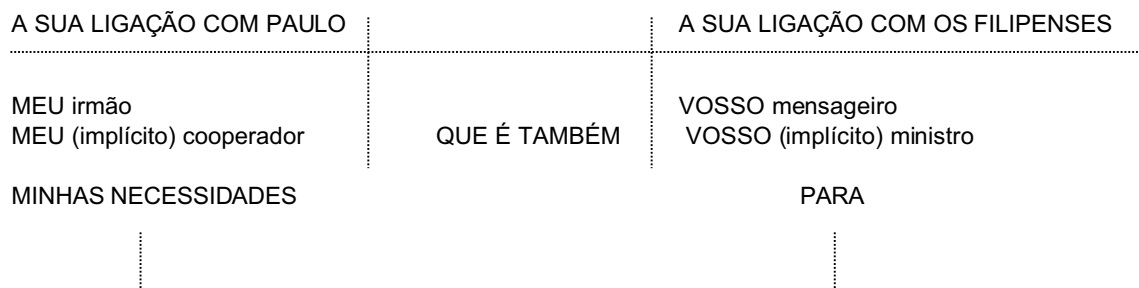 A SUA LIGAÇÃO COM PAULO A SUA LIGAÇÃO COM OS FILIPENSES
MEU irmão VOSSO mensageiro
MEU (implícito) cooperador QUE É TAMBÉM VOSSO (implícito) ministro
MINHAS NECESSIDADES PARA